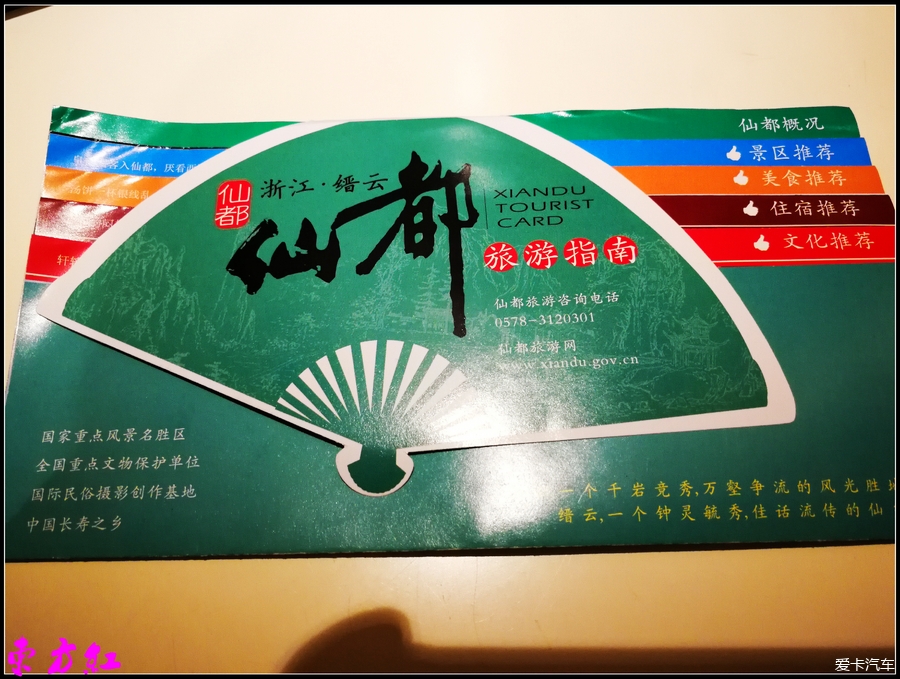 仙都概况
景区推荐
美食推荐
住宿推荐
文化推荐
客入仙都，厌看
仙都
浙江·缙云
仙都
XIANDU
TOURIST
CARD
旅游指南
仙都旅游咨询电话
0578-3120301
仙都旅游网
www.xiandu.gov.cn
国家重点风景名胜区
全国重点文物保护单位
国际民俗摄影创作基地
中国长寿之乡
一个千岩竞秀,万壑争流的风光胜
缙云,一个钟灵毓秀,佳话流传的仙
东方红
爱卡汽车